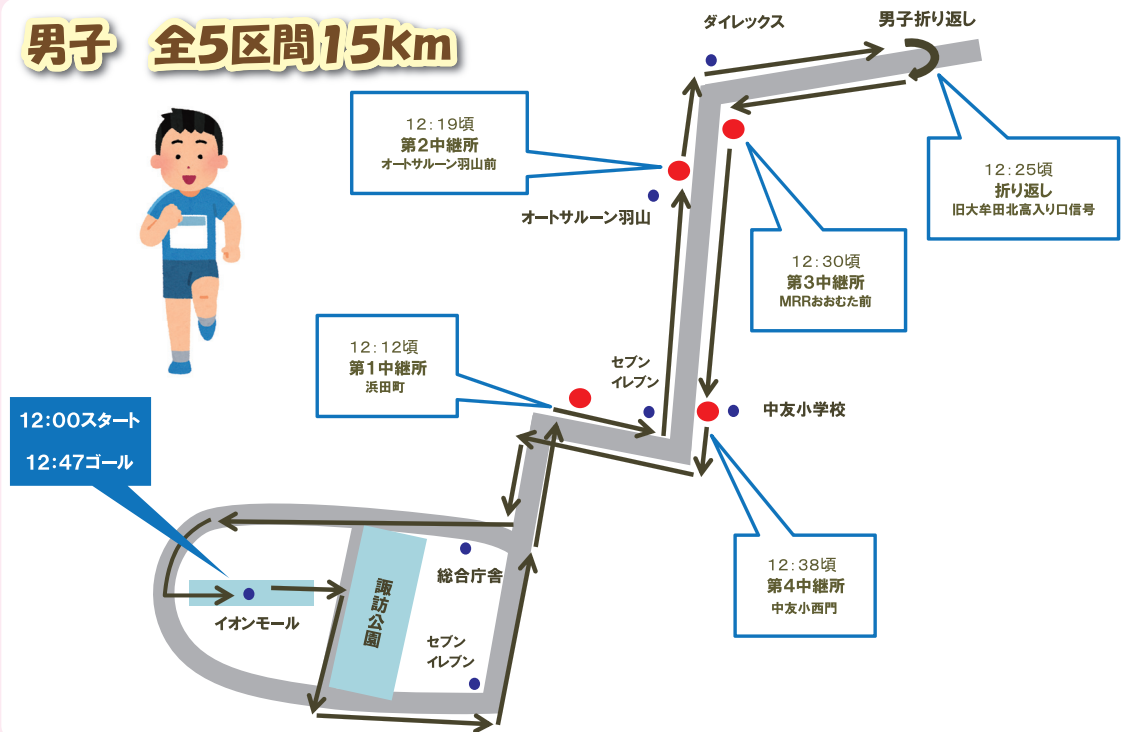 男子 全5区間15Km
ダイレックス
男子折り返し
12：19頃
第2中継所
オートサルーン羽山前
オートサルーン羽山
12：25頃
折り返し
旧大牟田北高入り口信号
12：30頃
第3中継所
MRRおおむた前
12：12頃
第1中継所
浜田町
セブン
イレブン
中友小学校
12：00スタート
12：47ゴール
12：38頃
第4中継所
中友小西門
総合庁舎
諏訪公園
イオンモール
セブン
イレブン